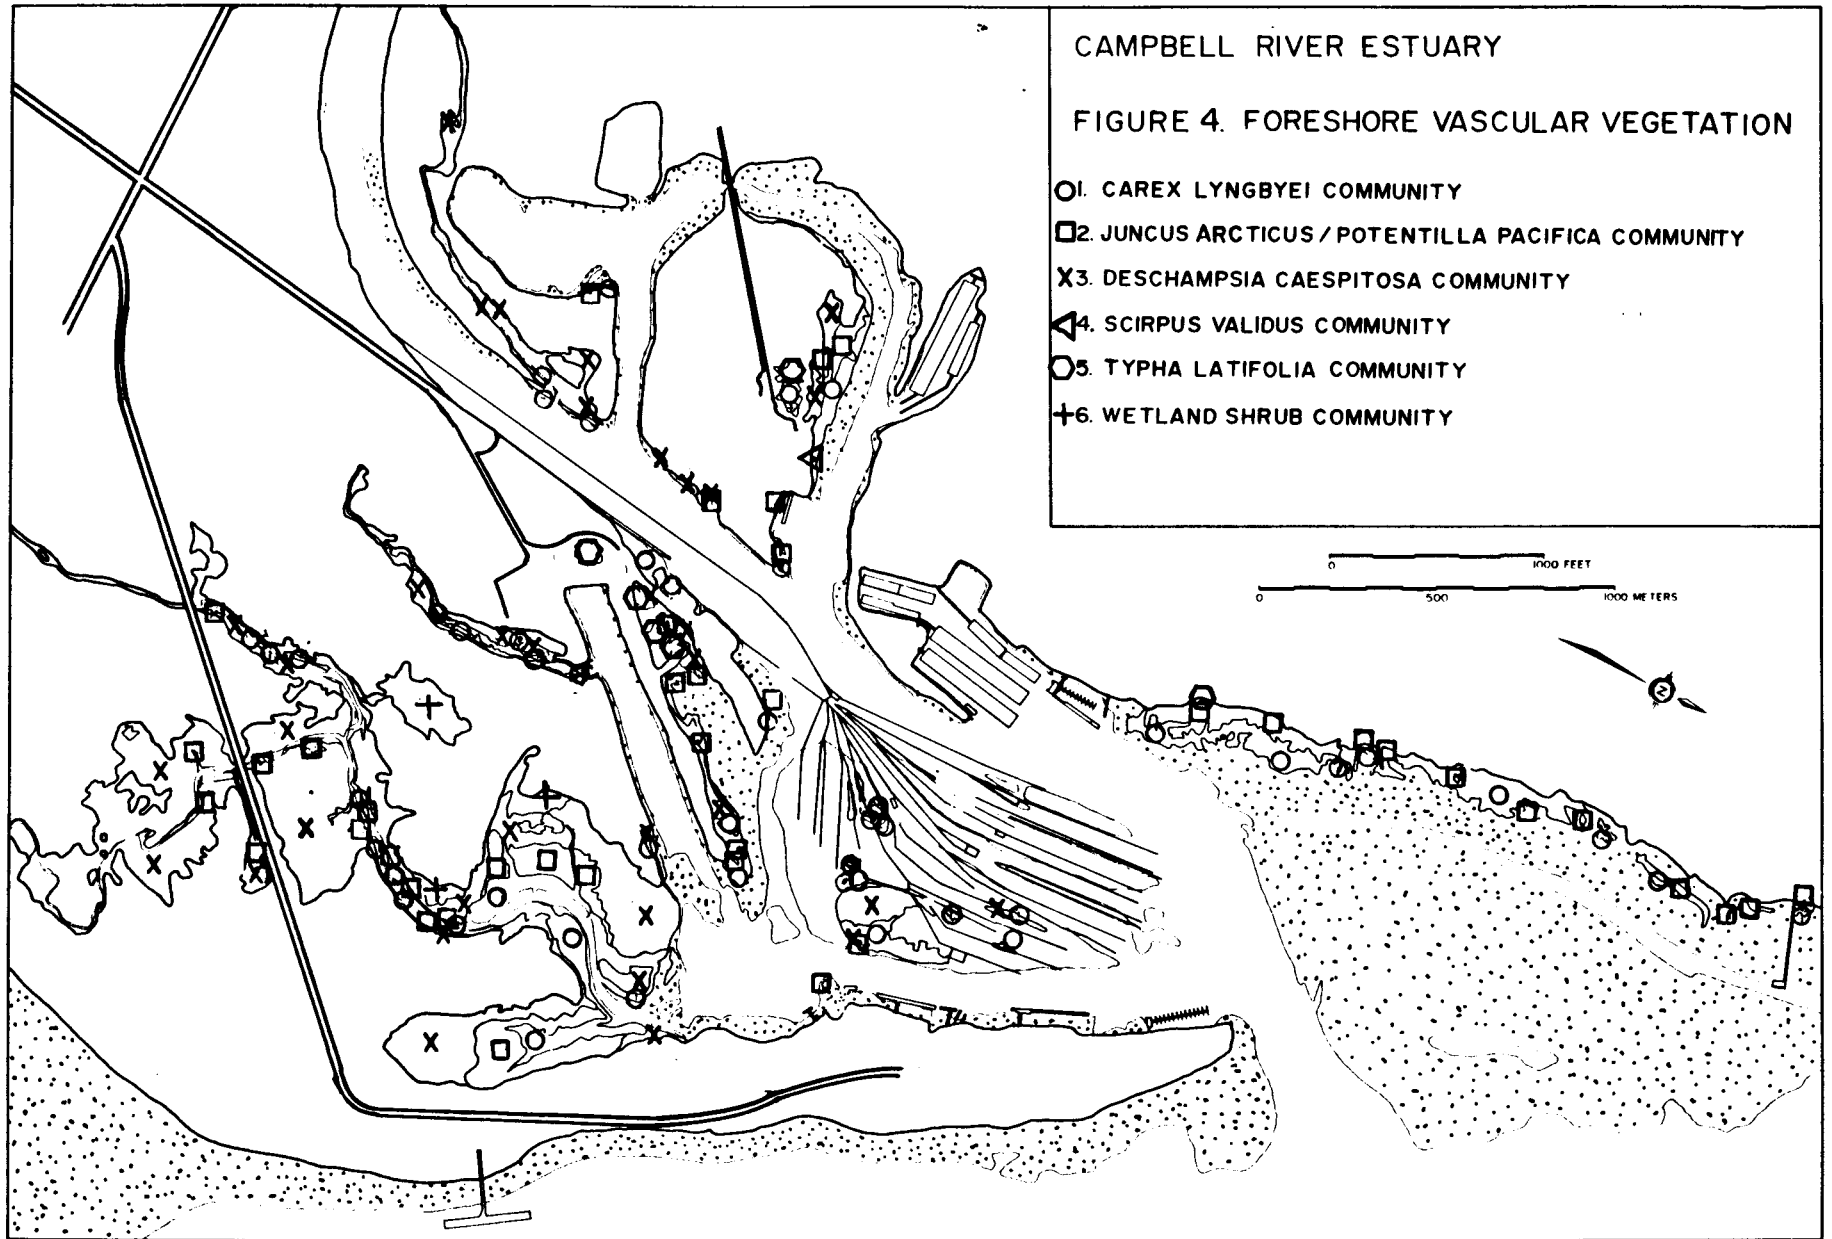 CAMPBELL RIVER ESTUARY
FIGURE 4. FORESHORE VASCULAR VEGETATION
1. CAREX LYNGBYEI COMMUNITY
2. JUNCUS ARCTICUS / POTENTILLA PACIFICA COMMUNITY
3. DESCHAMPSIA CAESPITOSA COMMUNITY
4. SCIRPUS VALIDUS COMMUNITY
5. TYPHA LATIFOLIA COMMUNITY
6. WETLAND SHRUB COMMUNITY
0 1000 FEET
0 500 1000 METERS
N